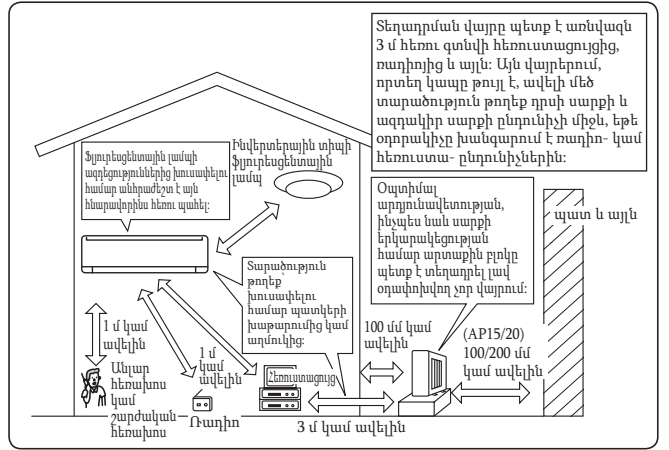 Տեղադրման վայրը պետք է առնվազն
3 մ հեռու գտնվի հեռուստացույցից,
ռադիոյից և այլն: Այն վայրերում,
որտեղ կապը թույլ է, ավելի մեծ
տարածություն թողեք դրսի սարքի և
ազդակիր սարքի ընդունիչի միջև, եթե
օդորակիչը խանգարում է ռադիո- կամ
հեռուստա- ընդունիչներին:
Ֆլյուրեսցենտային լամպի
ազդեցություններից խուսափելու
համար անհրաժեշտ է այն
հնարավորինս հեռու պահել:
Ինվերտերային տիպի
ֆլյուրեսցենտային
լամպ
Օպտիմալ
արդյունավետության,
ինչպես նաև սարքի
երկարակեցության
համար արտաքին բլոկը
պետք է տեղադրել լավ
օդափոխվող չոր վայրում:
պատ և այլն
Տարածություն
թողեք՝
խուսափելու
համար պատկերի
խաթարումից կամ
աղմուկից:
1 մ կամ
ավելին
1 մ
կամ
ավելին
100 մմ կամ
ավելին
(AP15/20)
100/200 մմ
կամ ավելին
Անլար
հեռախոս
կամ
շարժական
հեռախոս
Ռադիո
Հեռուստացույց
3 մ կամ ավելին